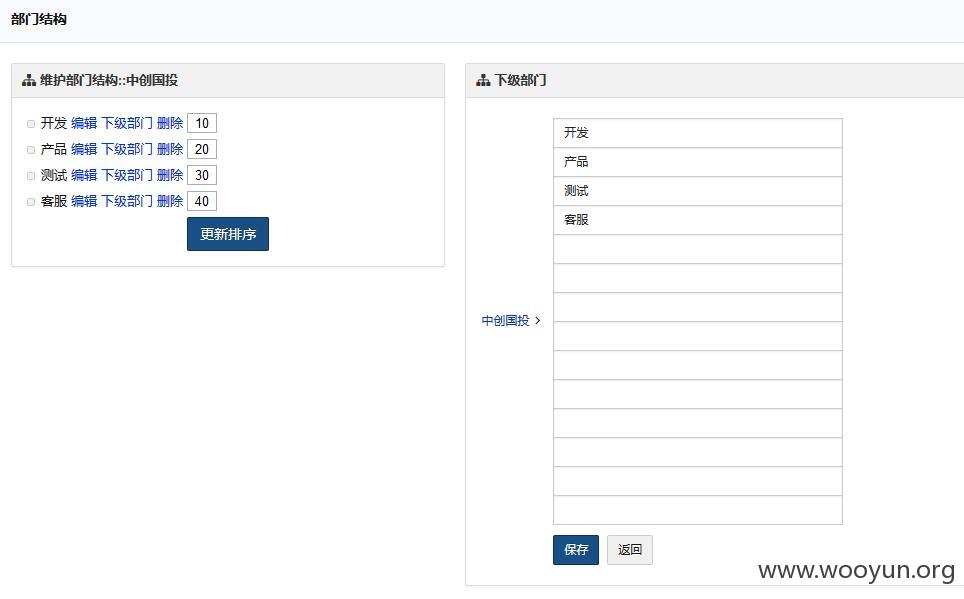 部门结构
维护部门结构::中创国投
开发 编辑 下级部门 删除 10
产品 编辑 下级部门 删除 20
测试 编辑 下级部门 删除 30
客服 编辑 下级部门 删除 40
更新排序
下级部门
中创国投 >
开发
产品
测试
客服
保存 返回
www.wooyun.org